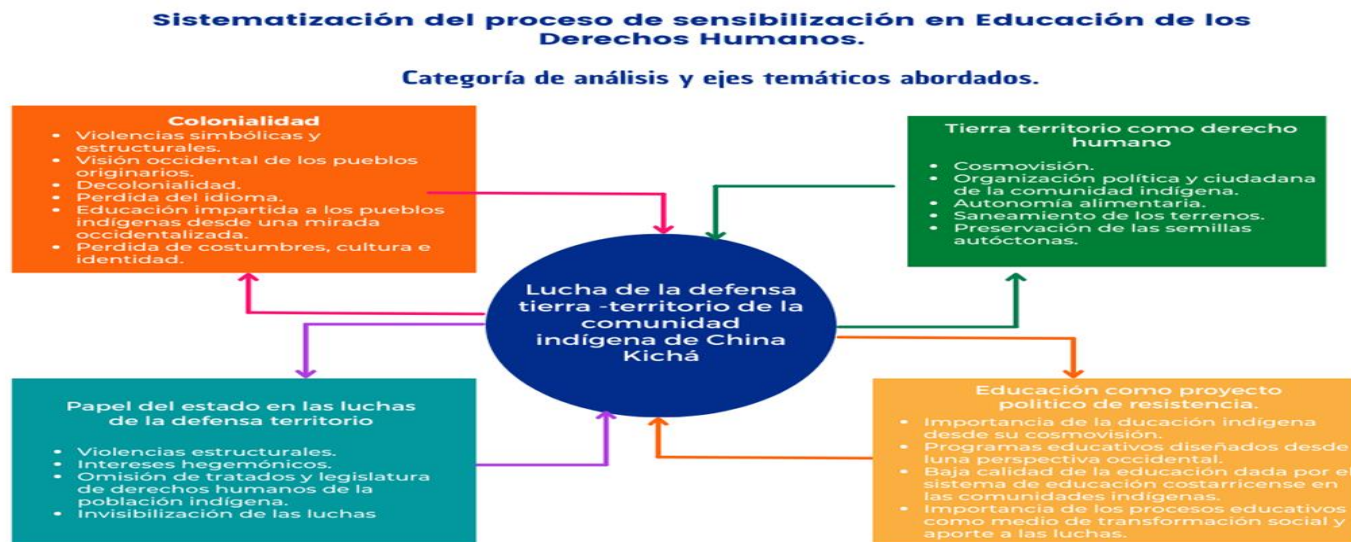 Sistematización del proceso de sensibilización en Educación de los
Derechos Humanos.
Categoría de análisis y ejes temáticos abordados.
Colonialidad
• Violencias simbólicas y
estructurales.
• Visión occidental de los pueblos
originarios.
• Decolonialidad.
• Perdida del idioma.
• Educación impartida a los pueblos
indígenas desde una mirada
occidentalizada.
• Perdida de costumbres, cultura e
identidad.
Tierra territorio como derecho
humano
• Cosmovisión.
• Organización política y ciudadana
de la comunidad indígena.
• Autonomía alimentaria.
• Saneamiento de los terrenos.
• Preservación de las semillas
autóctonas.
Lucha de la defensa
tierra -territorio de la
comunidad
indígena de China
Kichá
Papel del estado en las luchas
de la defensa territorio
• Violencias estructurales.
• Intereses hegemónicos.
• Omisión de tratados y legislatura
de derechos humanos de la
población indígena.
• Invisibilización de las luchas
Educación como proyecto
politico de resistencia.
• Importancia de la ducación indígena
desde su cosmovisión.
• Programas educativos diseñados desde
luna perspectiva occidental.
• Baja calidad de la educación dada por el
sistema de educación costarricense en
las comunidades indígenas.
• Importancia de los procesos educativos
como medio de transformación social y
aporte a las luchas.